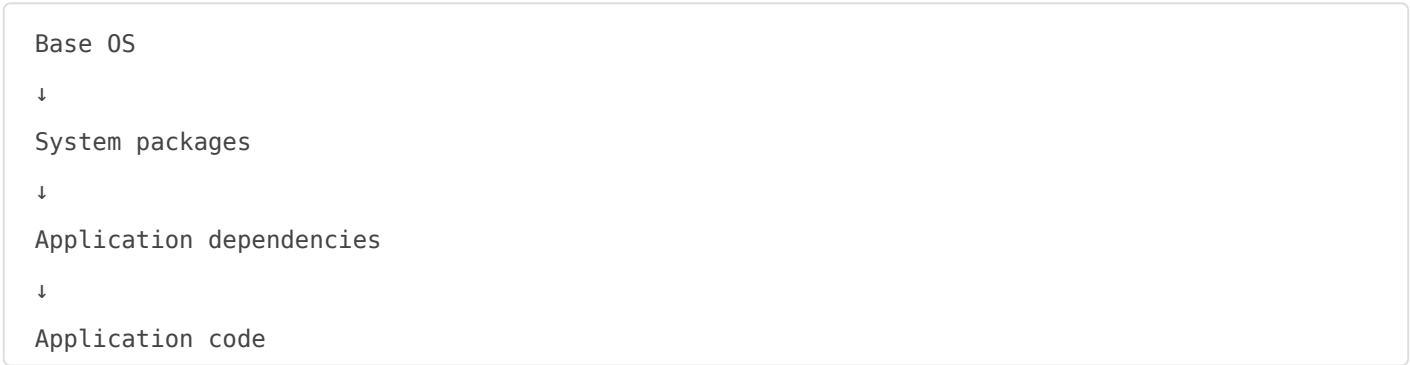 Base OS
↓
System packages
↓
Application dependencies
↓
Application code